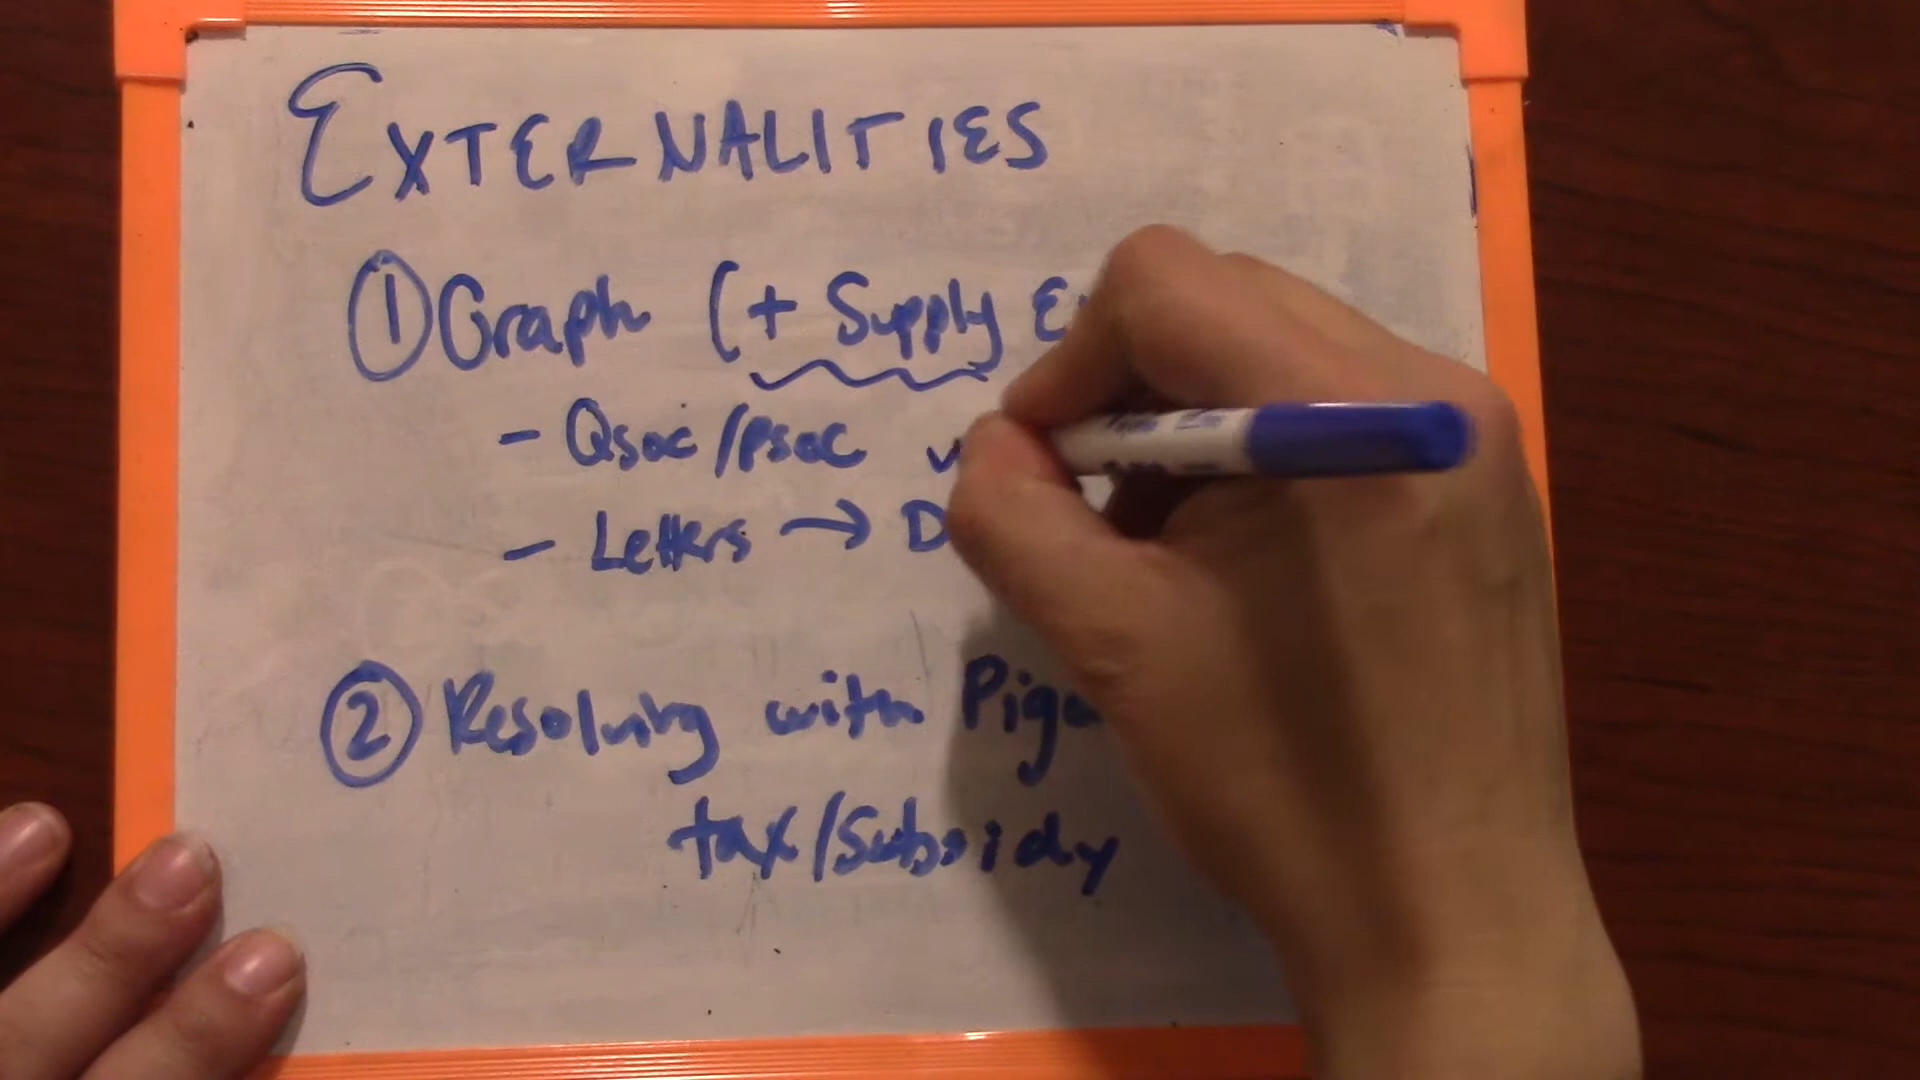 EXTERNALITIES
① Graph (+ Supply
- Qsoc/Psoc
- Letters →
② Resolving with
tax/Subsidy